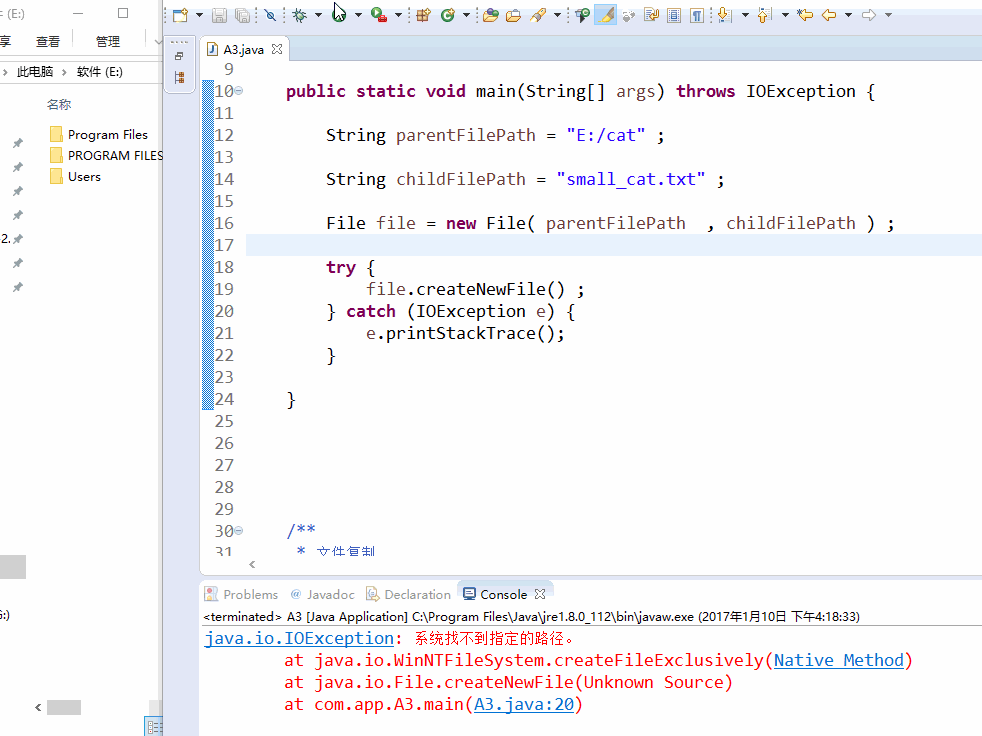 (E:)
享 查看 管理
此电脑 > 软件 (E:)
名称
Program Files
PROGRAM FILES
Users
2.
A3.java
9
10 public static void main(String[] args) throws IOException {
11
12 String parentFilePath = "E:/cat" ;
13
14 String childFilePath = "small_cat.txt" ;
15
16 File file = new File( parentFilePath , childFilePath ) ;
17
18 try {
19 file.createNewFile() ;
20 } catch (IOException e) {
21 e.printStackTrace();
22 }
23
24 }
25
26
27
28
29
30 /**
31 * 文件复制
Problems @ Javadoc Declaration Console
<terminated> A3 [Java Application] C:\Program Files\Java\jre1.8.0_112\bin\javaw.exe (2017年1月10日 下午4:18:33)
java.io.IOException: 系统找不到指定的路径。
at java.io.WinNTFileSystem.createFileExclusively(Native Method)
at java.io.File.createNewFile(Unknown Source)
at com.app.A3.main(A3.java:20)